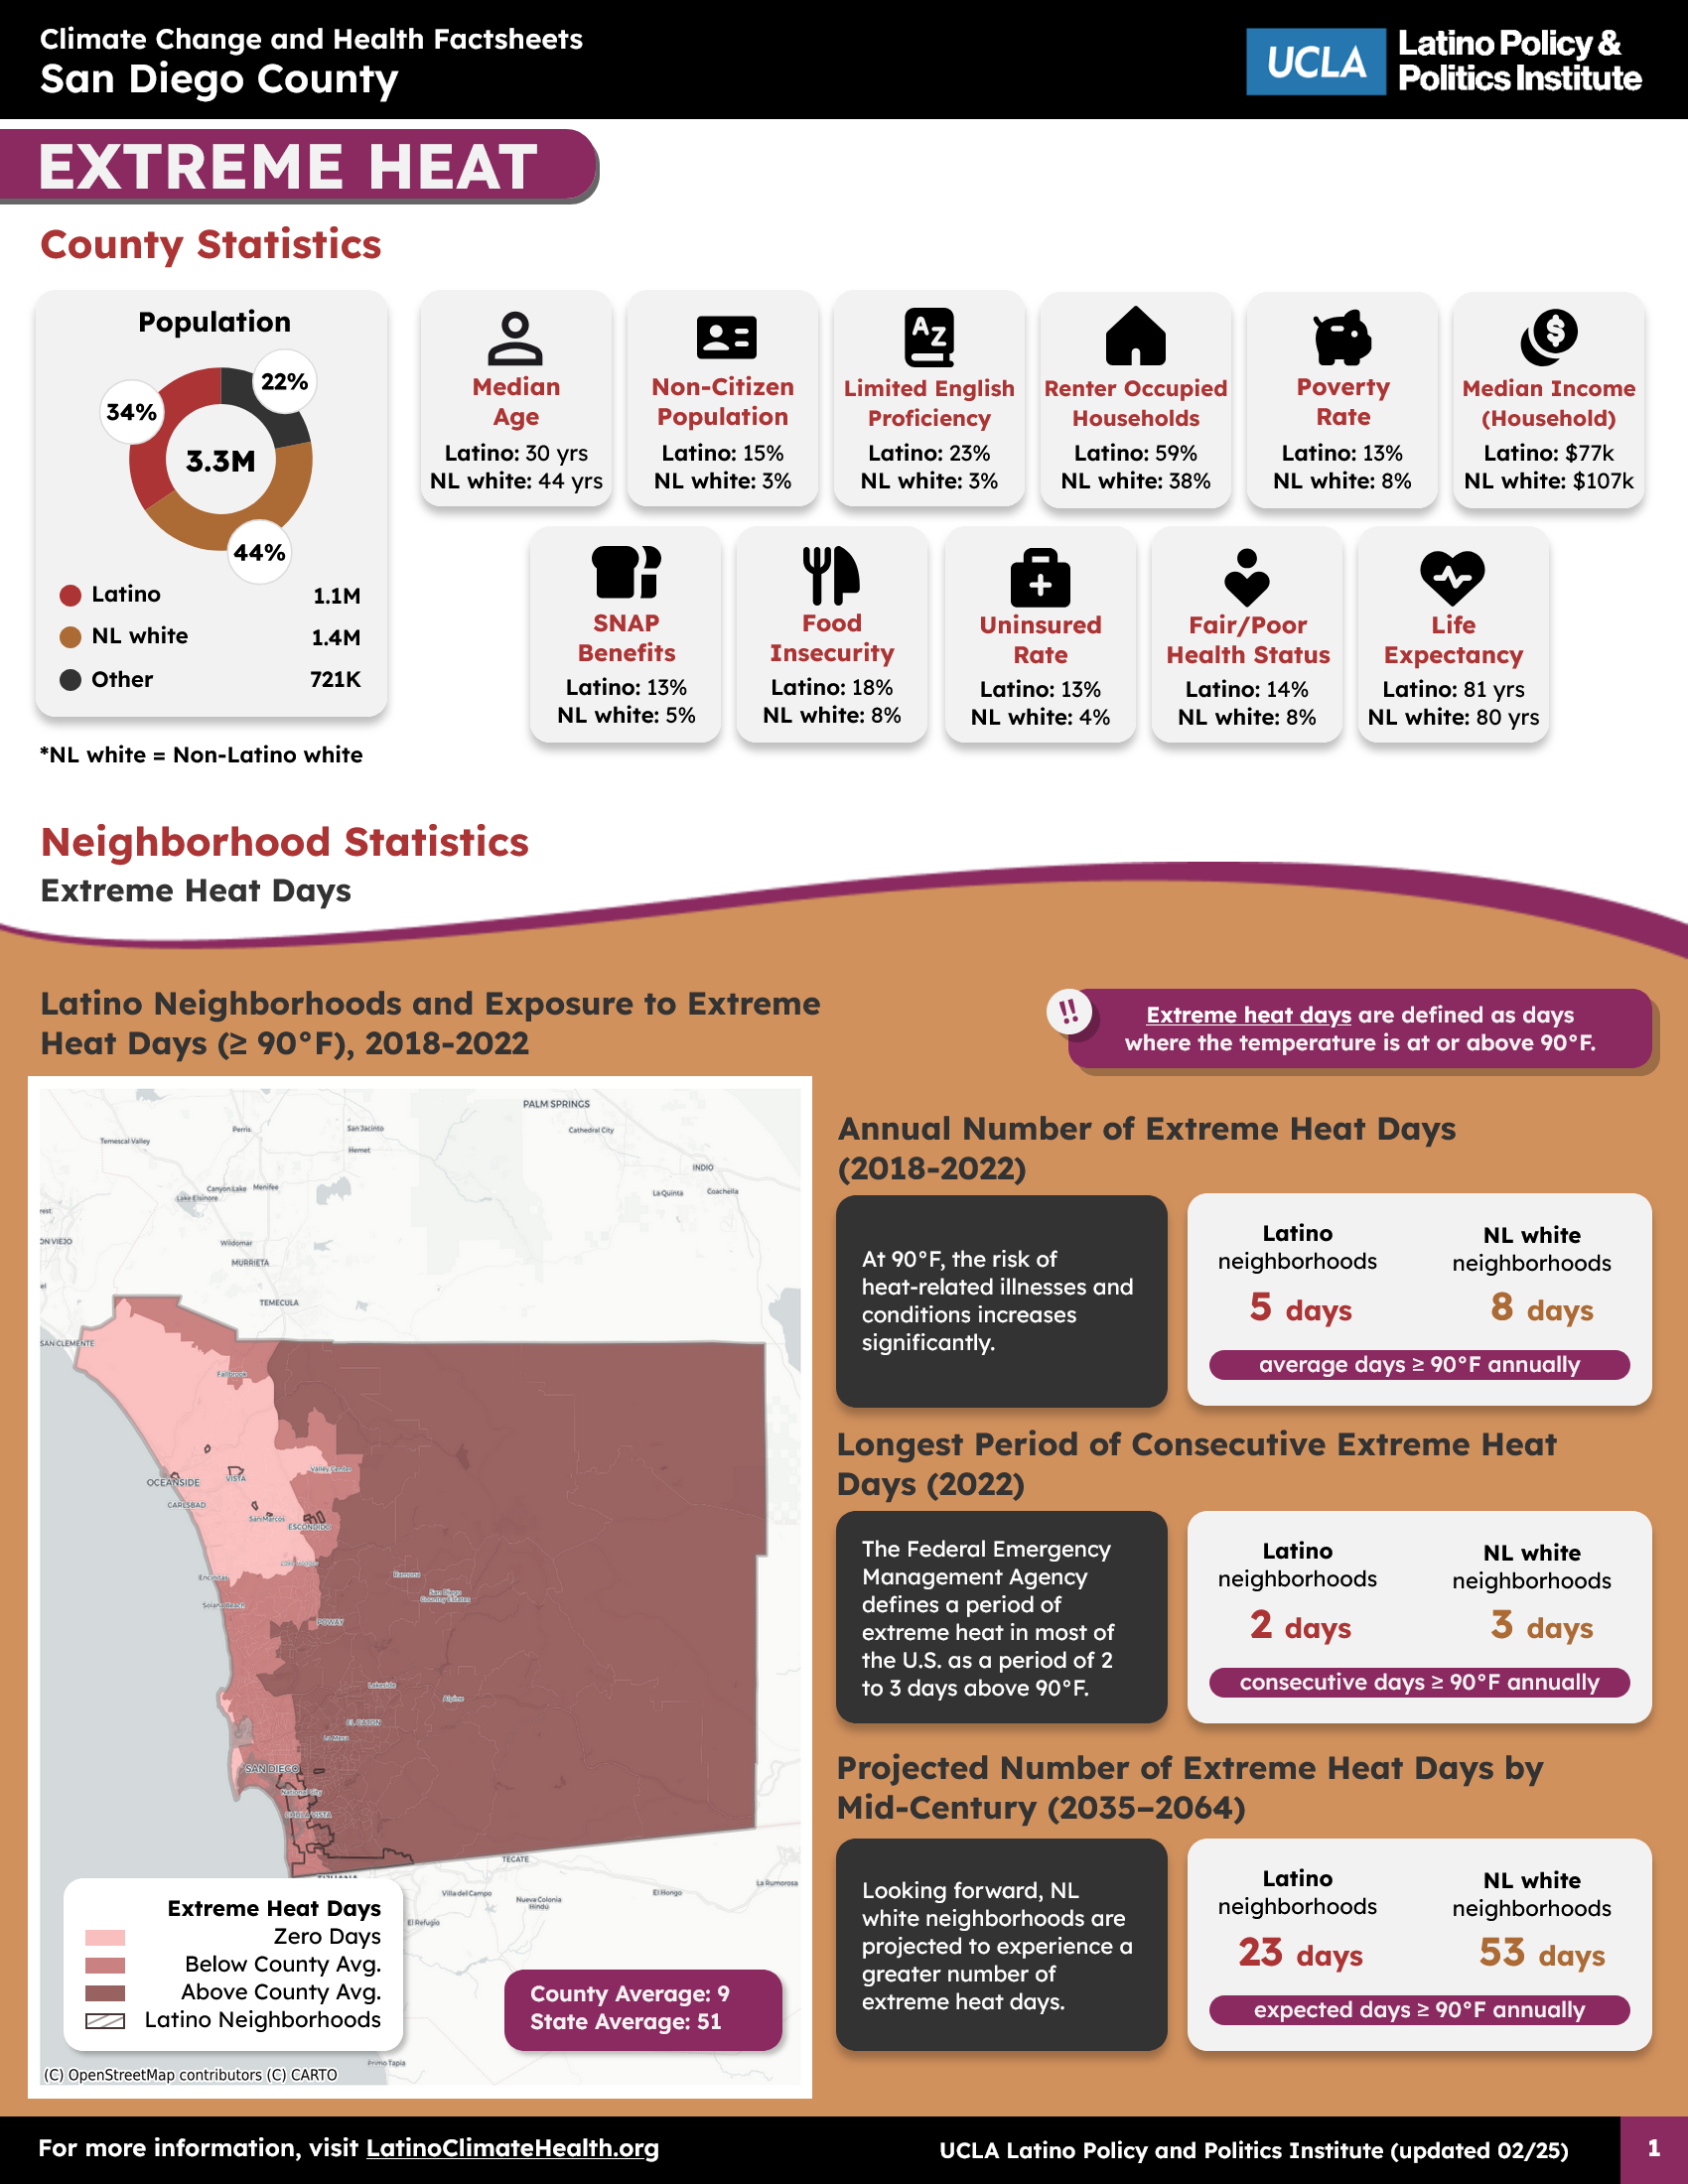 Climate Change and Health Factsheets
San Diego County
UCLA
Latino Policy &
Politics Institute
EXTREME HEAT
County Statistics
Population
22%
34%
3.3M
44%
Latino 1.1M
NL white 1.4M
Other 721K
*NL white = Non-Latino white
Median
Age
Latino: 30 yrs
NL white: 44 yrs
Non-Citizen
Population
Latino: 15%
NL white: 3%
A Z
Limited English
Proficiency
Latino: 23%
NL white: 3%
Renter Occupied
Households
Latino: 59%
NL white: 38%
Poverty
Rate
Latino: 13%
NL white: 8%
$
Median Income
(Household)
Latino: $77k
NL white: $107k
SNAP
Benefits
Latino: 13%
NL white: 5%
Food
Insecurity
Latino: 18%
NL white: 8%
Uninsured
Rate
Latino: 13%
NL white: 4%
Fair/Poor
Health Status
Latino: 14%
NL white: 8%
Life
Expectancy
Latino: 81 yrs
NL white: 80 yrs
Neighborhood Statistics
Extreme Heat Days
Latino Neighborhoods and Exposure to Extreme
Heat Days (≥ 90°F), 2018-2022
!!
Extreme heat days are defined as days
where the temperature is at or above 90°F.
PALM SPRINGS
Cathedral City
Temescal Valley
Perris
San Jacinto
Hemet
INDIO
Canyon Lake
Menifee
Lake Elsinore
La Quinta
Coachella
rest
ON VIEJO
Wildomar
MURRIETA
el
TEMECULA
SAN CLEMENTE
Fallbrook
Valley Center
OCEANSIDE
VISTA
CARLSBAD
San Marcos
ESCONDIDO
Encinitas
Ramona
San Diego
Country Estates
Solana Beach
POWAY
Lakeside
Alpine
EL CAJON
La Mesa
SAN DIEGO
National City
CHULA VISTA
TECATE
La Rumorosa
Villa del Campo
Nueva Colonia
Hindú
El Hongo
El Refugio
Primo Tapia
Extreme Heat Days
Zero Days
Below County Avg.
Above County Avg.
Latino Neighborhoods
County Average: 9
State Average: 51
(C) OpenStreetMap contributors (C) CARTO
Annual Number of Extreme Heat Days
(2018-2022)
At 90°F, the risk of
heat-related illnesses and
conditions increases
significantly.
Latino
neighborhoods
5 days
NL white
neighborhoods
8 days
average days ≥ 90°F annually
Longest Period of Consecutive Extreme Heat
Days (2022)
The Federal Emergency
Management Agency
defines a period of
extreme heat in most of
the U.S. as a period of 2
to 3 days above 90°F.
Latino
neighborhoods
2 days
NL white
neighborhoods
3 days
consecutive days ≥ 90°F annually
Projected Number of Extreme Heat Days by
Mid-Century (2035–2064)
Looking forward, NL
white neighborhoods are
projected to experience a
greater number of
extreme heat days.
Latino
neighborhoods
23 days
NL white
neighborhoods
53 days
expected days ≥ 90°F annually
For more information, visit LatinoClimateHealth.org
UCLA Latino Policy and Politics Institute (updated 02/25)
1